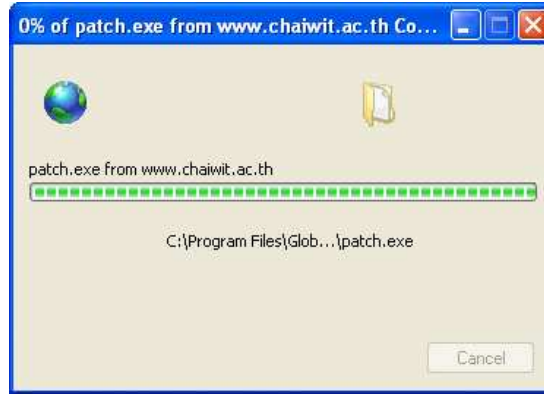 0% of patch.exe from www.chaiwit.ac.th Co...
patch.exe from www.chaiwit.ac.th
C:\Program Files\Glob...\patch.exe
Cancel